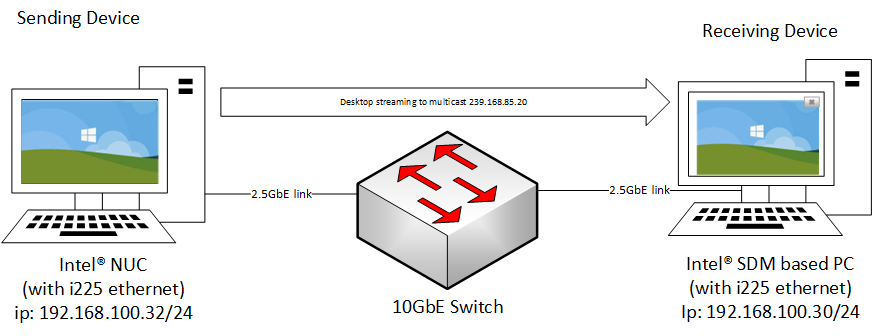 Sending Device
Receiving Device
Desktop streaming to multicast 239.168.85.20
2.5GbE link
2.5GbE link
Intel® NUC
(with i225 ethernet)
ip: 192.168.100.32/24
10GbE Switch
Intel® SDM based PC
(with i225 ethernet)
Ip: 192.168.100.30/24